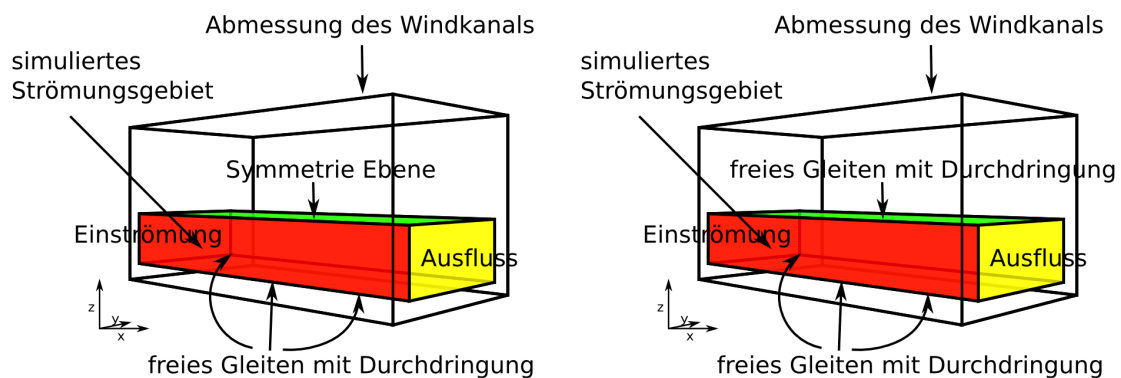 Abmessung des Windkanals
simuliertes
Strömungsgebiet
Symmetrie Ebene
Einströmung
Ausfluss
z
y
x
freies Gleiten mit Durchdringung
Abmessung des Windkanals
simuliertes
Strömungsgebiet
freies Gleiten mit Durchdringung
Einströmung
Ausfluss
z
y
x
freies Gleiten mit Durchdringung